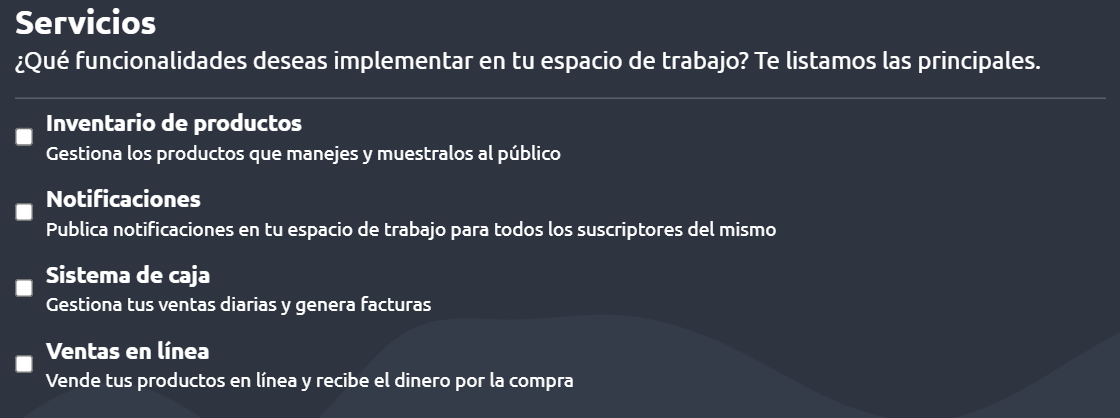 Servicios
¿Qué funcionalidades deseas implementar en tu espacio de trabajo? Te listamos las principales.
Inventario de productos
Gestiona los productos que manejes y muestralos al público
Notificaciones
Publica notificaciones en tu espacio de trabajo para todos los suscriptores del mismo
Sistema de caja
Gestiona tus ventas diarias y genera facturas
Ventas en línea
Vende tus productos en línea y recibe el dinero por la compra